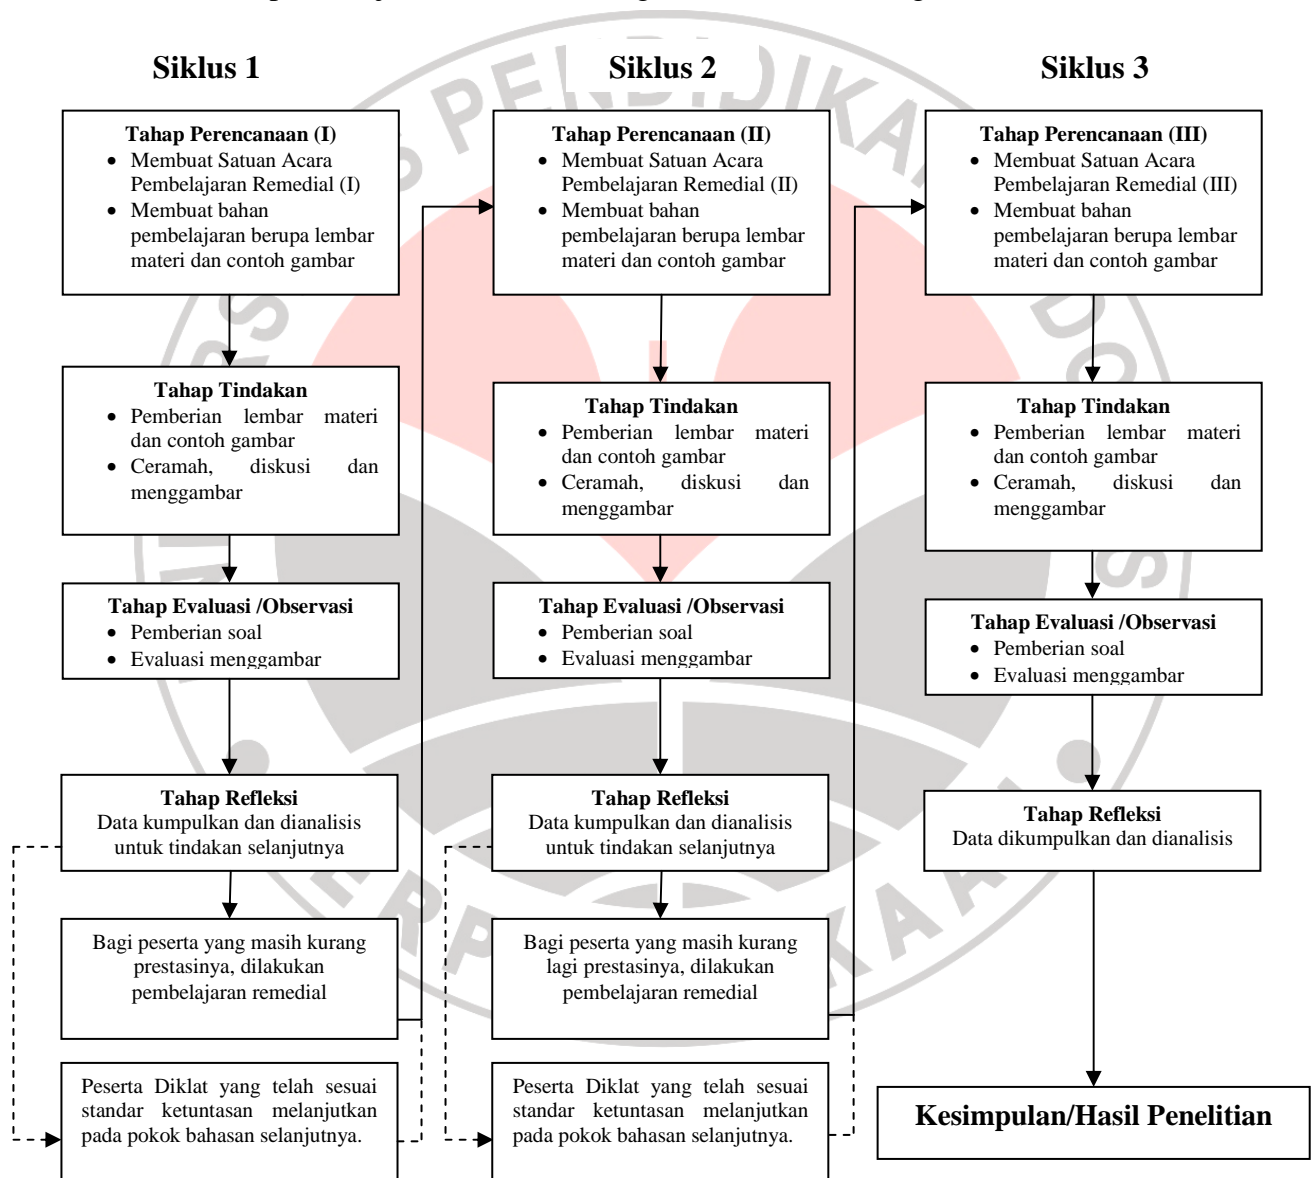 Siklus 1
Tahap Perencanaan (I)
• Membuat Satuan Acara
Pembelajaran Remedial (I)
• Membuat bahan
pembelajaran berupa lembar
materi dan contoh gambar
Tahap Tindakan
• Pemberian lembar materi
dan contoh gambar
• Ceramah, diskusi dan
menggambar
Tahap Evaluasi /Observasi
• Pemberian soal
• Evaluasi menggambar
Tahap Refleksi
Data kumpulkan dan dianalisis
untuk tindakan selanjutnya
Bagi peserta yang masih kurang
prestasinya, dilakukan
pembelajaran remedial
Peserta Diklat yang telah sesuai
standar ketuntasan melanjutkan
pada pokok bahasan selanjutnya.
Siklus 2
Tahap Perencanaan (II)
• Membuat Satuan Acara
Pembelajaran Remedial (II)
• Membuat bahan
pembelajaran berupa lembar
materi dan contoh gambar
Tahap Tindakan
• Pemberian lembar materi
dan contoh gambar
• Ceramah, diskusi dan
menggambar
Tahap Evaluasi /Observasi
• Pemberian soal
• Evaluasi menggambar
Tahap Refleksi
Data kumpulkan dan dianalisis
untuk tindakan selanjutnya
Bagi peserta yang masih kurang
lagi prestasinya, dilakukan
pembelajaran remedial
Peserta Diklat yang telah sesuai
standar ketuntasan melanjutkan
pada pokok bahasan selanjutnya.
Siklus 3
Tahap Perencanaan (III)
• Membuat Satuan Acara
Pembelajaran Remedial (III)
• Membuat bahan
pembelajaran berupa lembar
materi dan contoh gambar
Tahap Tindakan
• Pemberian lembar materi
dan contoh gambar
• Ceramah, diskusi dan
menggambar
Tahap Evaluasi /Observasi
• Pemberian soal
• Evaluasi menggambar
Tahap Refleksi
Data dikumpulkan dan dianalisis
Kesimpulan/Hasil Penelitian